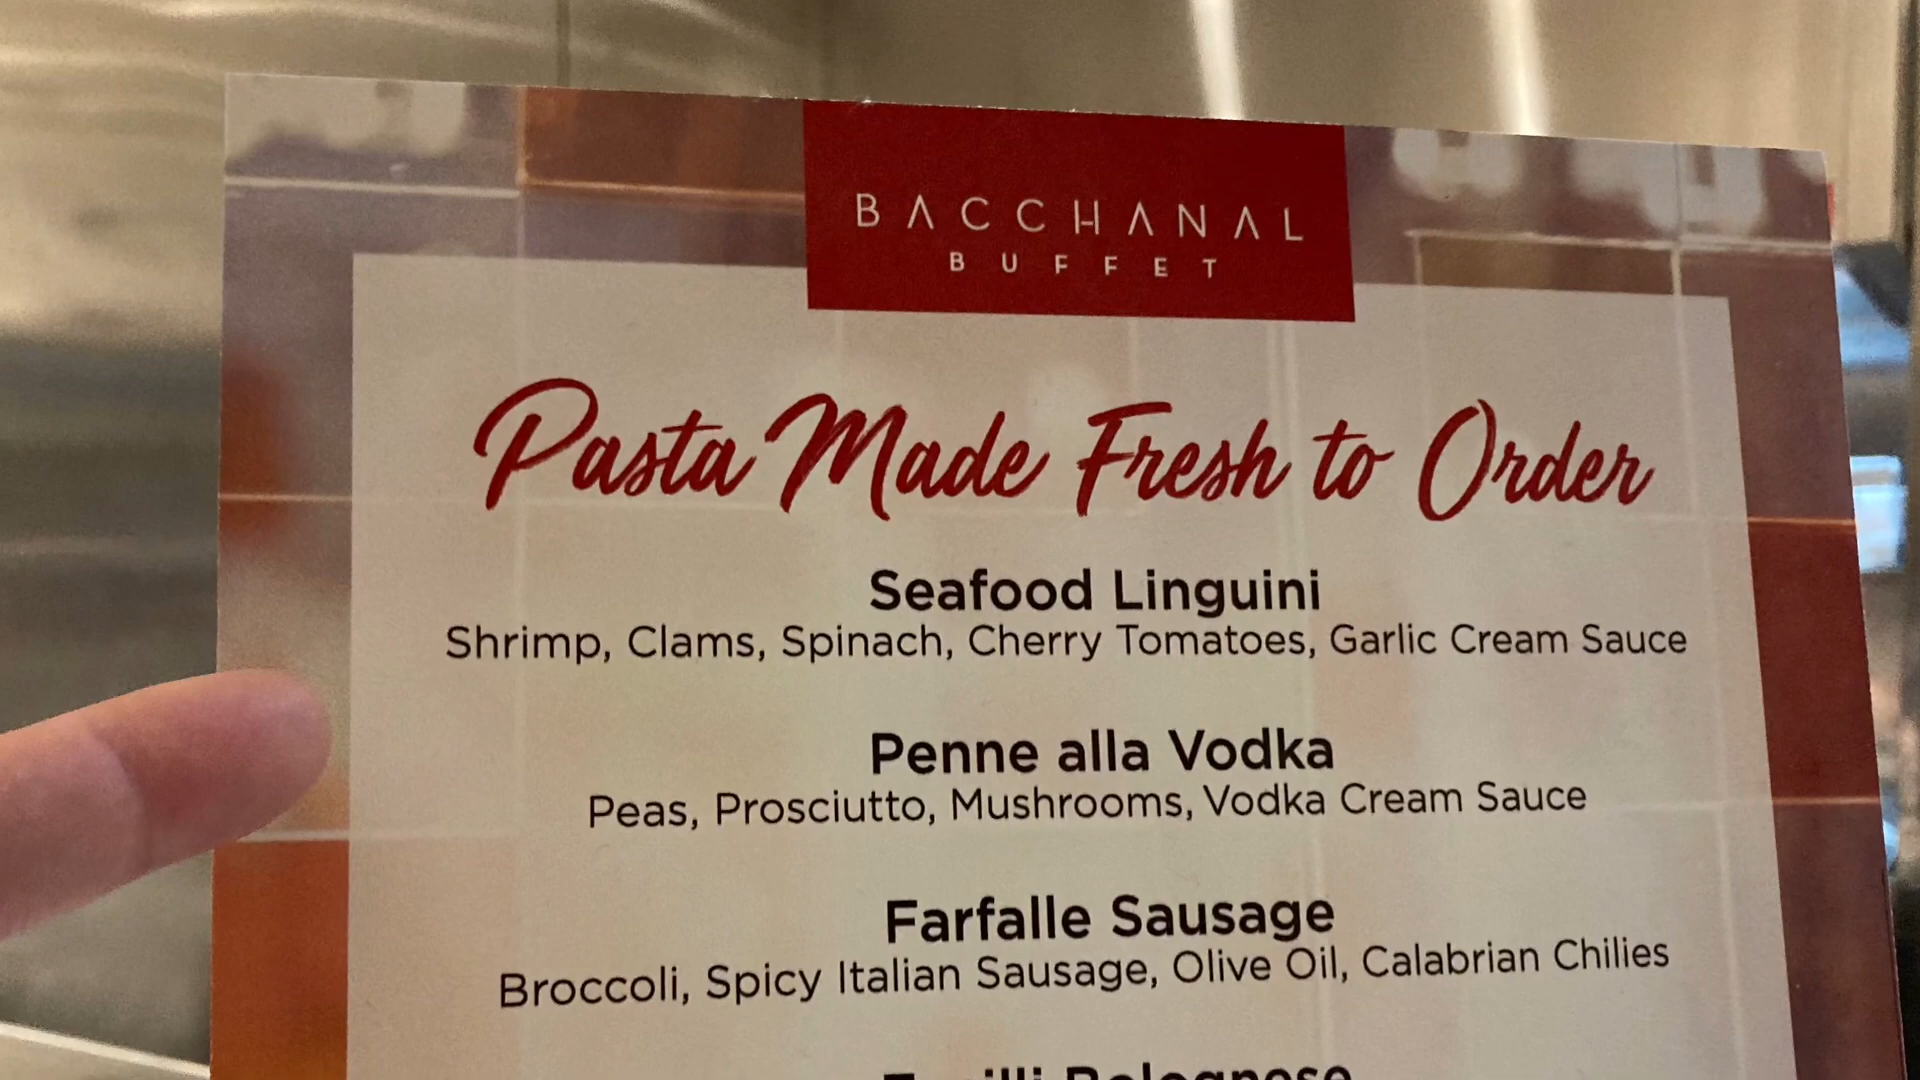 BACCHANAL
BUFFET
Pasta Made Fresh to Order
Seafood Linguini
Shrimp, Clams, Spinach, Cherry Tomatoes, Garlic Cream Sauce
Penne alla Vodka
Peas, Prosciutto, Mushrooms, Vodka Cream Sauce
Farfalle Sausage
Broccoli, Spicy Italian Sausage, Olive Oil, Calabrian Chilies
Bolognese